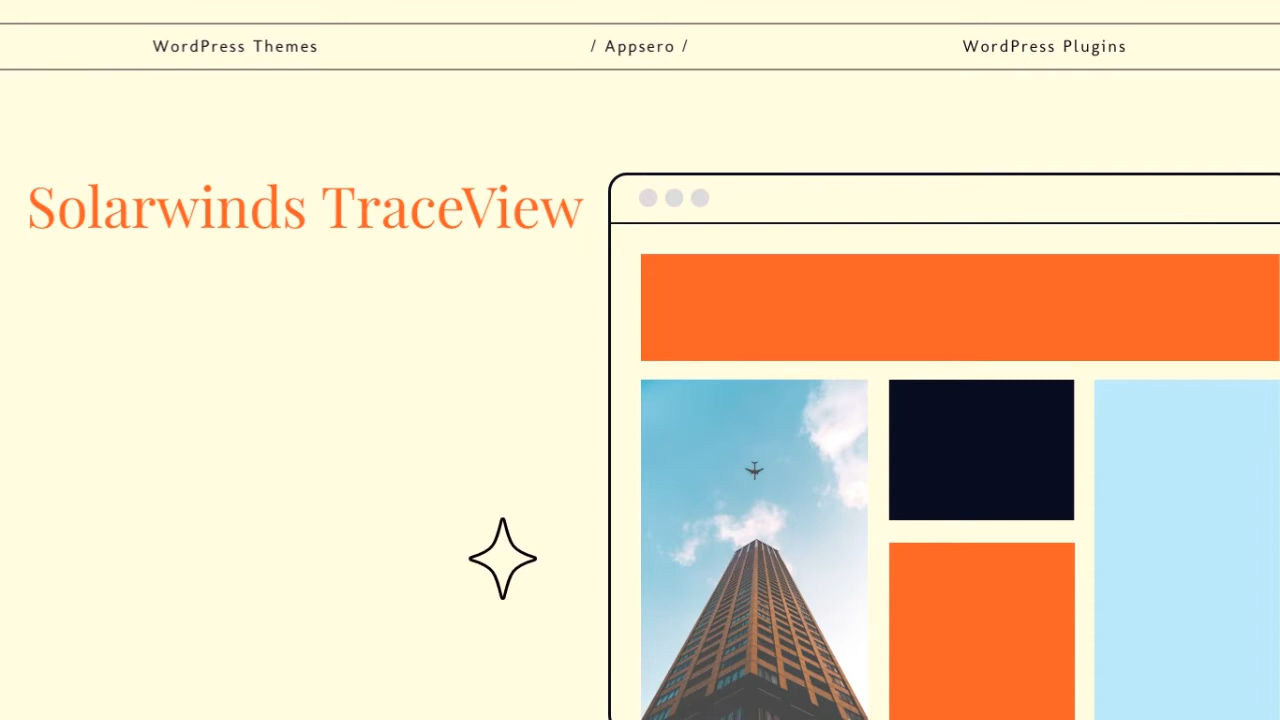 WordPress Themes
/ Appsero /
WordPress Plugins
Solarwinds TraceView